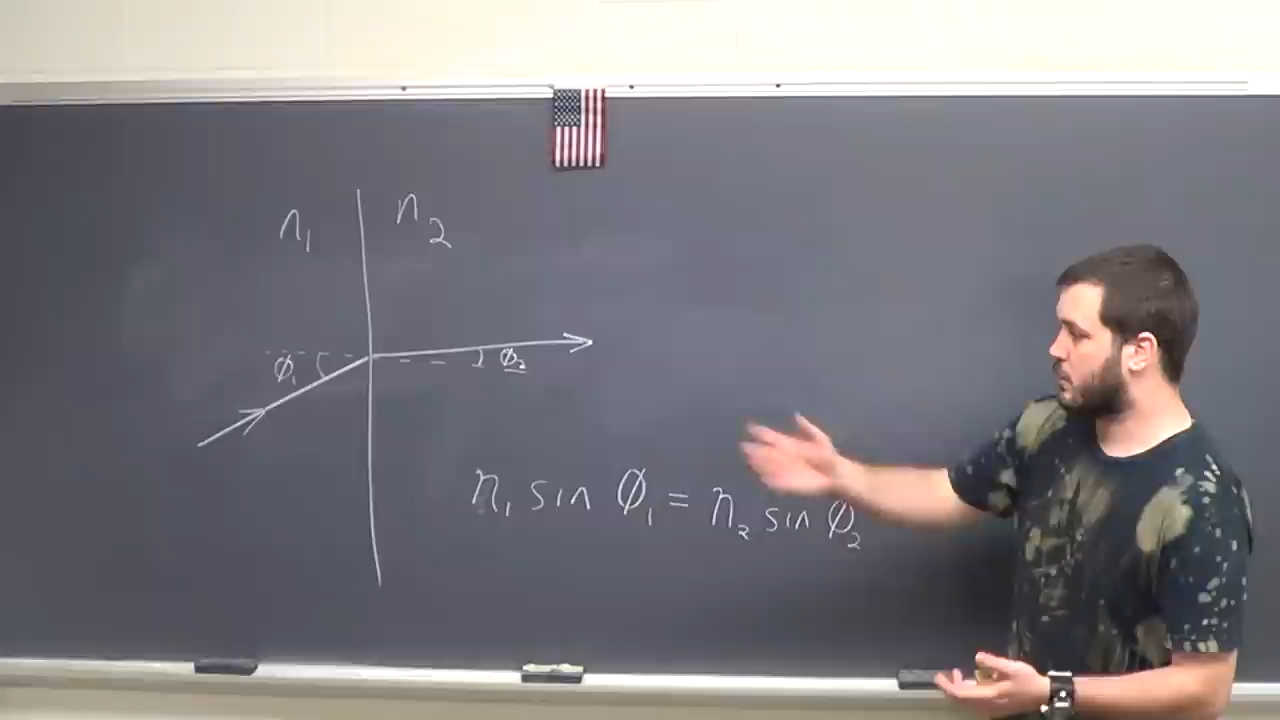 n₁ n₂
ϕ₁ ϕ₂
n₁ sin ϕ₁ = n₂ sin ϕ₂